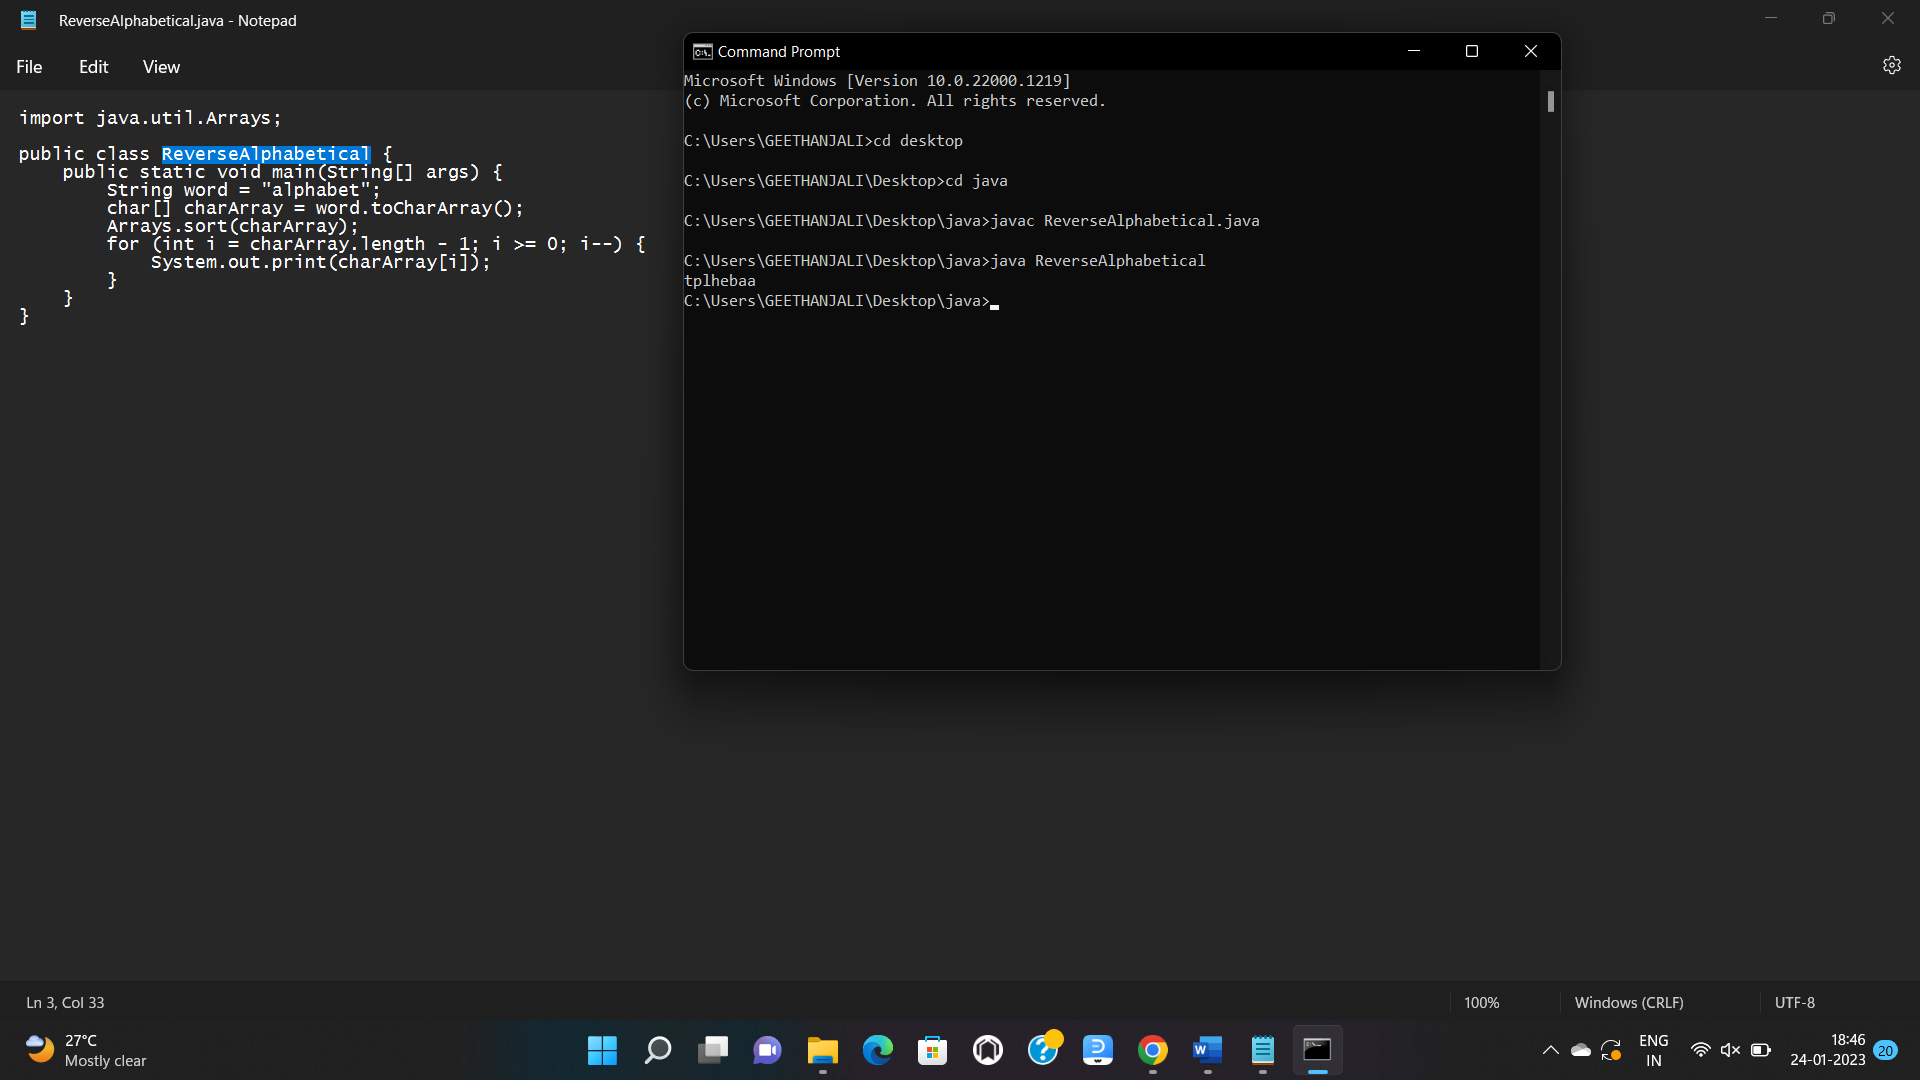 ReverseAlphabetical.java - Notepad
File Edit View
import java.util.Arrays;
public class ReverseAlphabetical {
    public static void main(String[] args) {
        String word = "alphabet";
        char[] charArray = word.toCharArray();
        Arrays.sort(charArray);
        for (int i = charArray.length - 1; i >= 0; i--) {
            System.out.print(charArray[i]);
        }
    }
}
Command Prompt
Microsoft Windows [Version 10.0.22000.1219]
(c) Microsoft Corporation. All rights reserved.
C:\Users\GEETHANJALI>cd desktop
C:\Users\GEETHANJALI\Desktop>cd java
C:\Users\GEETHANJALI\Desktop\java>javac ReverseAlphabetical.java
C:\Users\GEETHANJALI\Desktop\java>java ReverseAlphabetical
tplhebaa
C:\Users\GEETHANJALI\Desktop\java>
Ln 3, Col 33
100%
Windows (CRLF)
UTF-8
27°C
Mostly clear
ENG
IN
18:46
24-01-2023
20